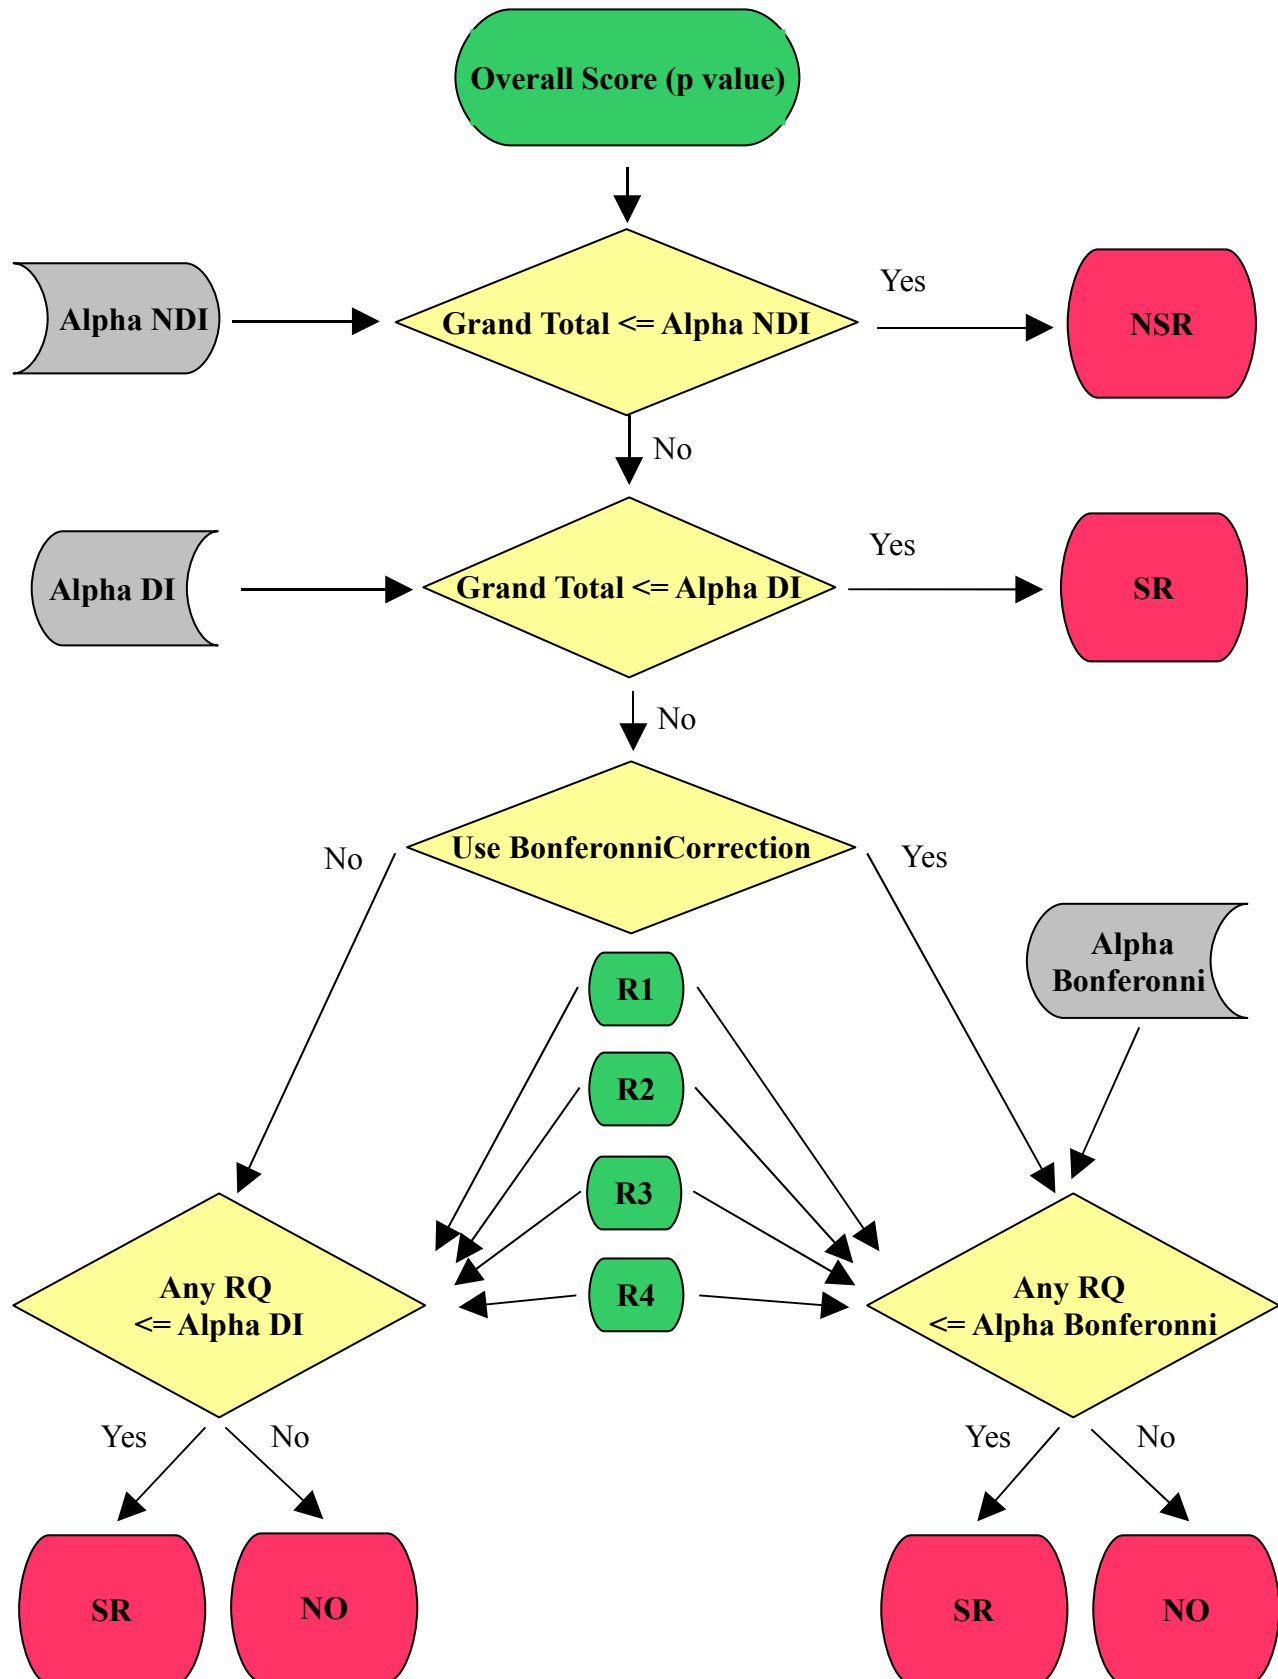 Overall Score (p value)
Alpha NDI
Grand Total <= Alpha NDI
Yes
NSR
No
Alpha DI
Grand Total <= Alpha DI
Yes
SR
No
Use BonferonniCorrection
No
Yes
Alpha
Bonferonni
R1
R2
R3
R4
Any RQ
<= Alpha DI
Any RQ
<= Alpha Bonferonni
Yes
No
Yes
No
SR
NO
SR
NO